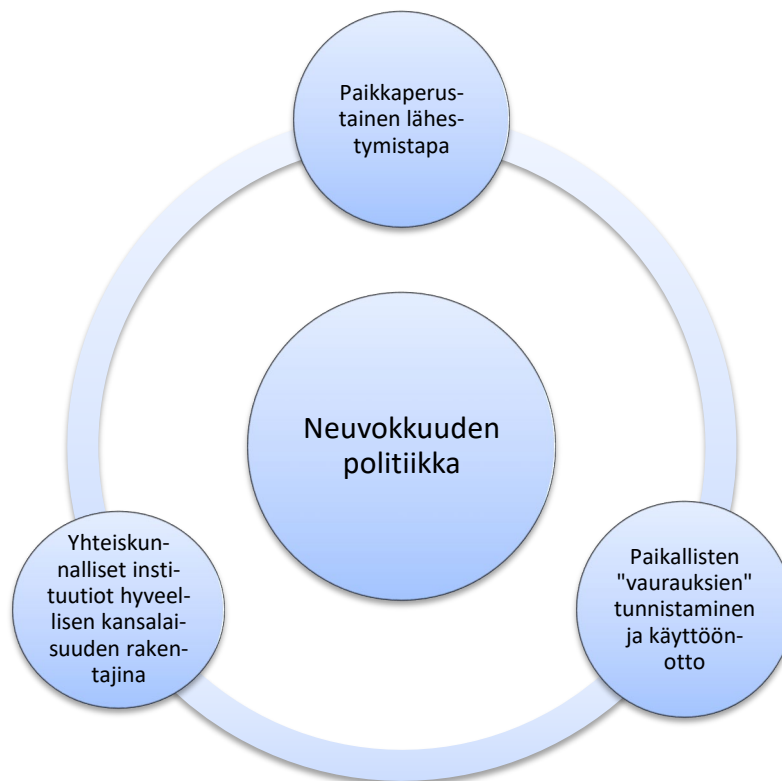 Paikkaperus-
tainen lähes-
tymistapa
Neuvokkuuden
politiikka
Yhteiskun-
nalliset insti-
tuutiot hyveel-
lisen kansalai-
suuden raken-
tajina
Paikallisten
"vaurauksien"
tunnistaminen
ja käyttöön-
otto